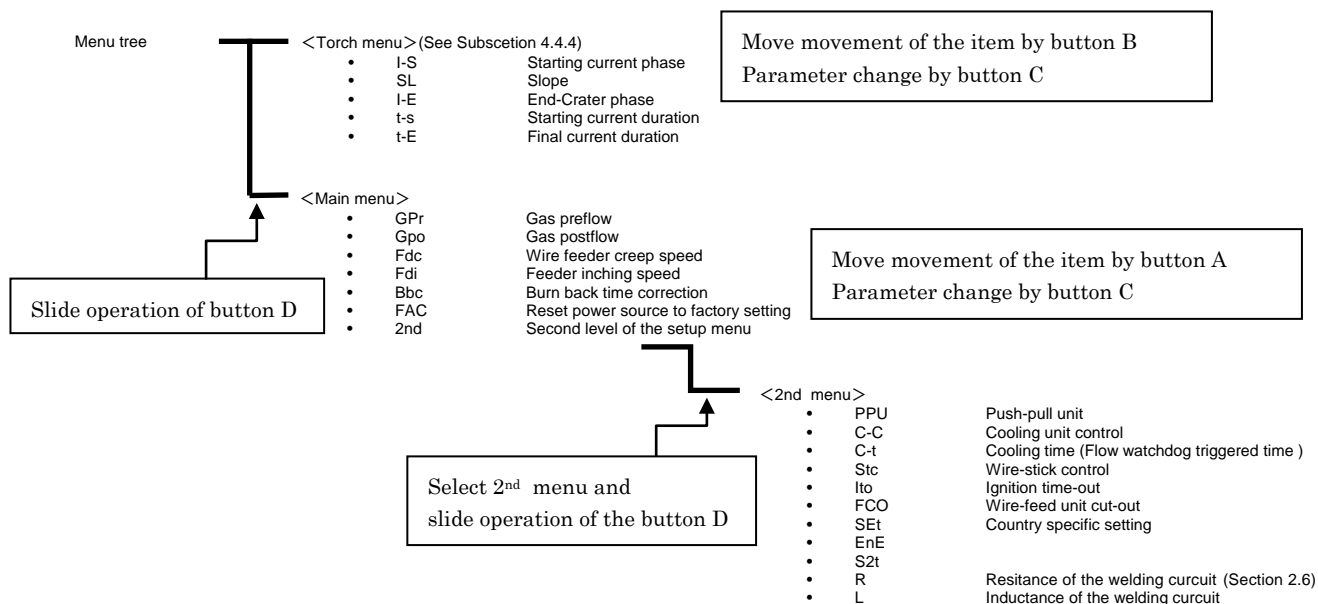 Menu tree
＜Torch menu＞(See Subscetion 4.4.4)
• I-S Starting current phase
• SL Slope
• I-E End-Crater phase
• t-s Starting current duration
• t-E Final current duration
Move movement of the item by button B
Parameter change by button C
＜Main menu＞
• GPr Gas preflow
• Gpo Gas postflow
• Fdc Wire feeder creep speed
• Fdi Feeder inching speed
• Bbc Burn back time correction
• FAC Reset power source to factory setting
• 2nd Second level of the setup menu
Slide operation of button D
Move movement of the item by button A
Parameter change by button C
＜2nd menu＞
• PPU Push-pull unit
• C-C Cooling unit control
• C-t Cooling time (Flow watchdog triggered time )
• Stc Wire-stick control
• Ito Ignition time-out
• FCO Wire-feed unit cut-out
• SEt Country specific setting
• EnE
• S2t
• R Resitance of the welding curcuit (Section 2.6)
• L Inductance of the welding curcuit
Select 2nd menu and
slide operation of the button D